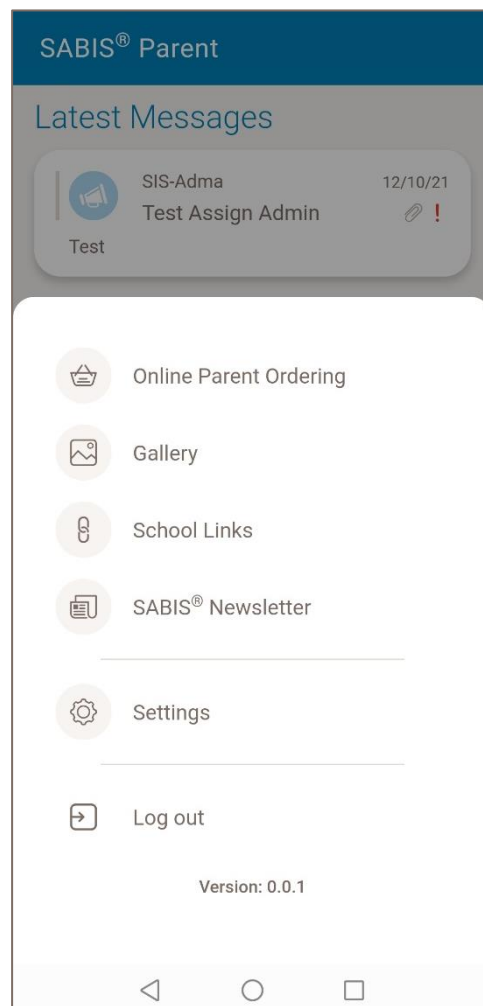 SABIS® Parent
Latest Messages
SIS-Adma 12/10/21
Test Assign Admin !
Test
Online Parent Ordering
Gallery
School Links
SABIS® Newsletter
Settings
Log out
Version: 0.0.1